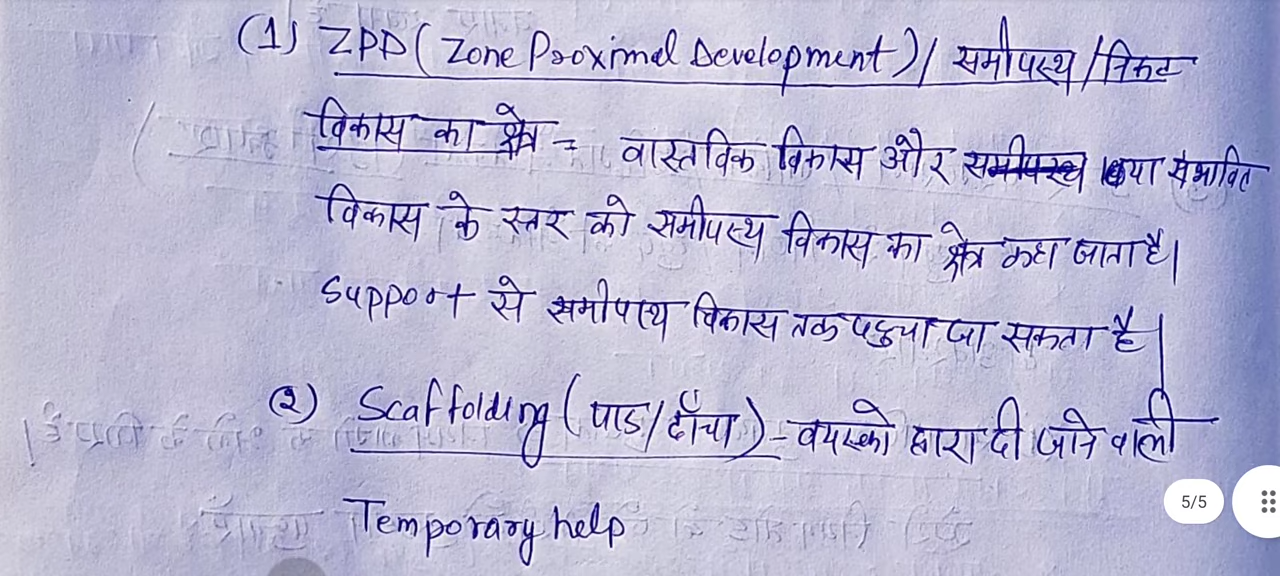 (1) ZPD ( Zone Proximal Development ) / समीपस्थ / निकट
विकास का क्षेत्र = वास्तविक विकास और समीपस्थ या संभावित
विकास के स्तर को समीपस्थ विकास का क्षेत्र कहा जाता है।
Support से समीपस्थ विकास तक पहुचा जा सकता है।
(२) Scaffolding ( पाड / ढाँचा ) - वयस्को द्वारा दी जाने वाली
Temporary help
5/5